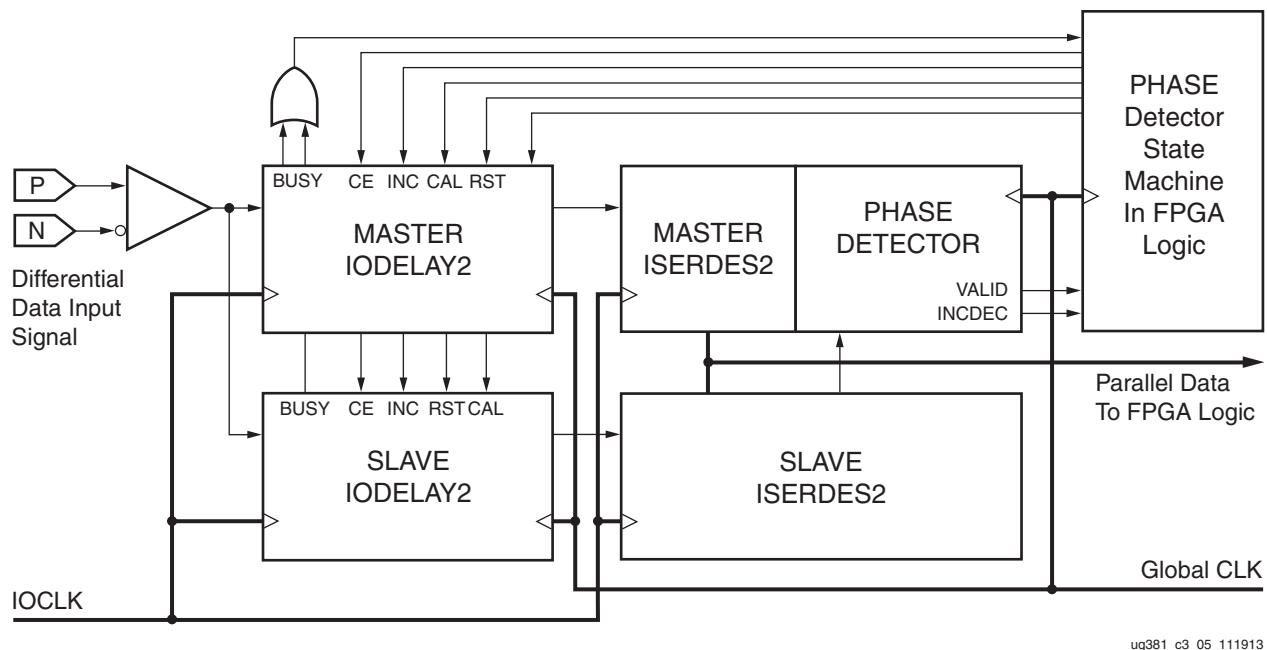 PHASE
Detector
State
Machine
In FPGA
Logic
P
N
Differential
Data Input
Signal
BUSY CE INC CAL RST
MASTER
IODELAY2
MASTER
ISERDES2
PHASE
DETECTOR
VALID
INCDEC
BUSY CE INC RST CAL
SLAVE
IODELAY2
SLAVE
ISERDES2
Parallel Data
To FPGA Logic
IOCLK
Global CLK
ug381_c3_05_111913